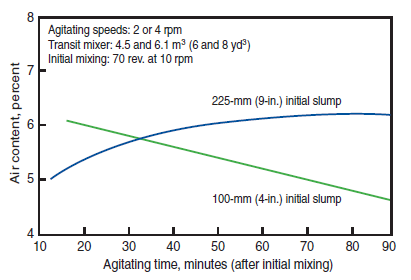 8
Agitating speeds: 2 or 4 rpm
Transit mixer: 4.5 and 6.1 m³ (6 and 8 yd³)
Initial mixing: 70 rev. at 10 rpm
7
225-mm (9-in.) initial slump
6
Air content, percent
5
100-mm (4-in.) initial slump
4
10 20 30 40 50 60 70 80 90
Agitating time, minutes (after initial mixing)